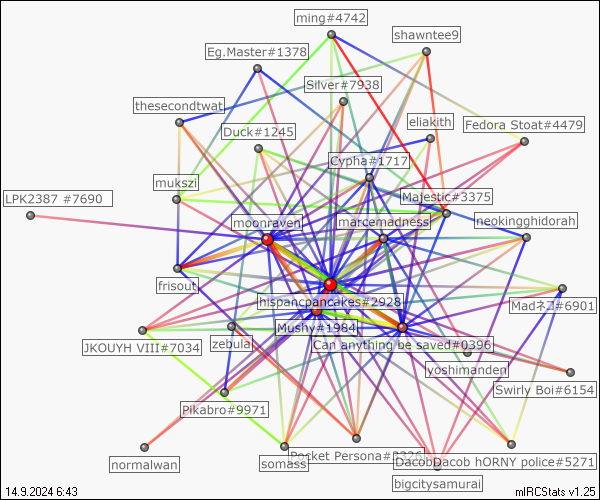 ming#4742
shawntee9
Eg.Master#1378
Silver#7938
thesecondtwat
eliakith
Fedora Stoat#4479
Duck#1245
Cypha#1717
mukszi
Majestic#3375
LPK2387 #7690
moonraven
marcemadness
neokingghidorah
frisout
hispancpancakes#2928
MadネZ#6901
Mushy#1984
JKOUYH VIII#7034
zebula
Can anything be saved#0396
yoshimanden
Swirly Boi#6154
Pikabro#9971
normalwan
somass
Pocket Persona
DacobDacob hORNY police#5271
bigcitysamurai
14.9.2024 6:43
mIRCStats v1.25